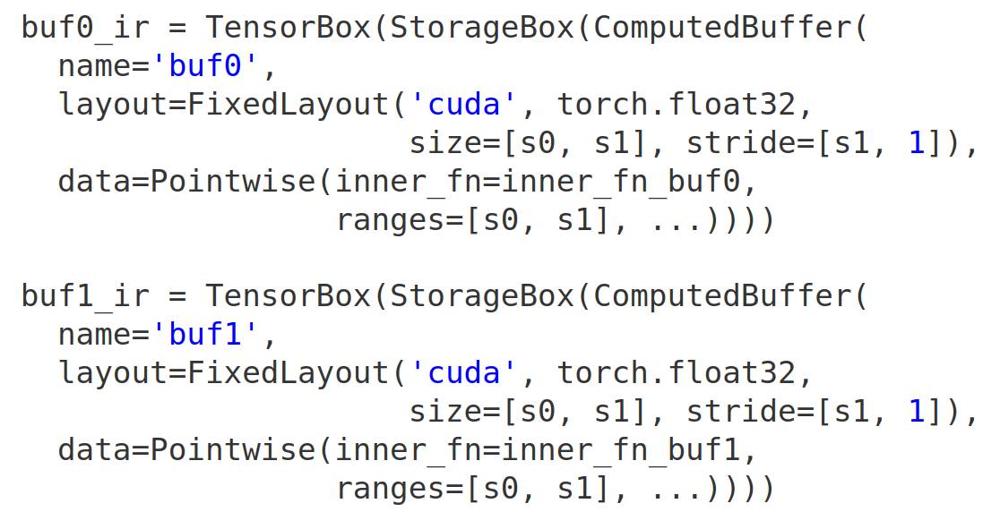 buf0_ir = TensorBox(StorageBox(ComputedBuffer(
  name='buf0',
  layout=FixedLayout('cuda', torch.float32,
                     size=[s0, s1], stride=[s1, 1]),
  data=Pointwise(inner_fn=inner_fn_buf0,
                 ranges=[s0, s1], ...))))

buf1_ir = TensorBox(StorageBox(ComputedBuffer(
  name='buf1',
  layout=FixedLayout('cuda', torch.float32,
                     size=[s0, s1], stride=[s1, 1]),
  data=Pointwise(inner_fn=inner_fn_buf1,
                 ranges=[s0, s1], ...))))